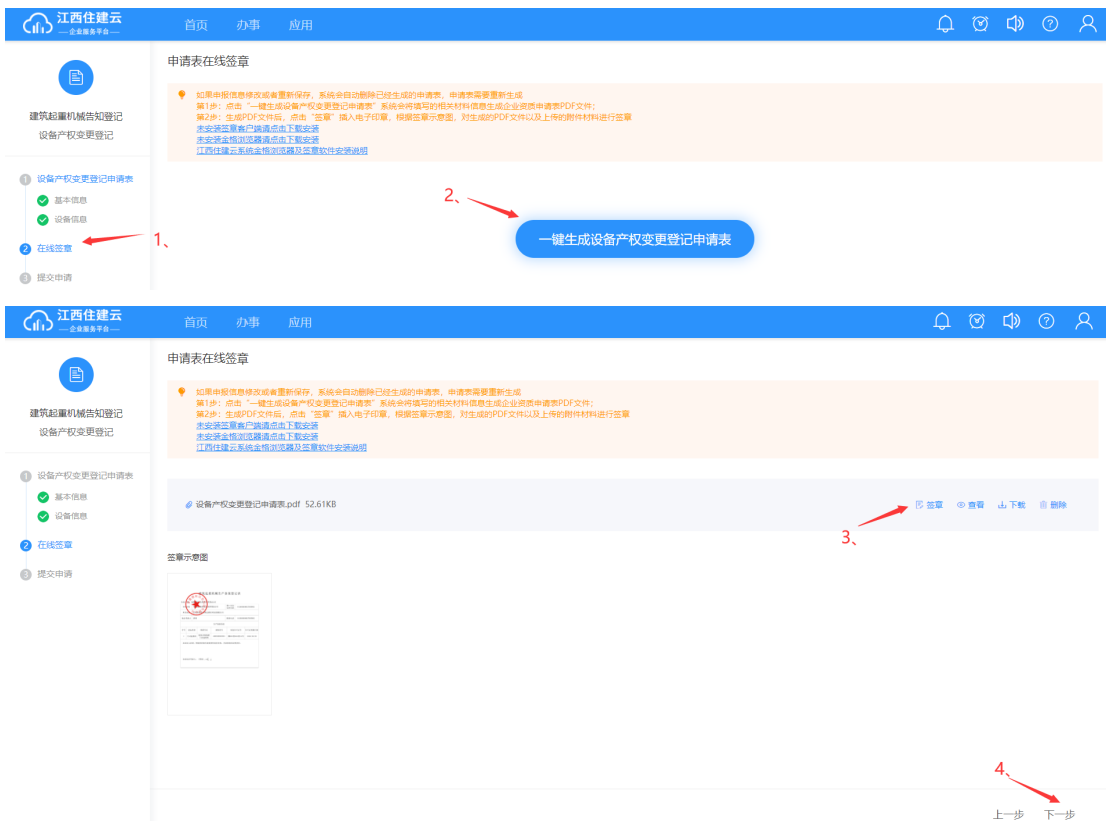 江西住建云
企业服务平台
首页 办事 应用
申请表在线签章
建筑起重机械告知登记
设备产权变更登记
如果申报信息修改或者重新保存，系统会自动删除已经生成的申请表，申请表需要重新生成
第1步：点击“一键生成设备产权变更登记申请表”系统会将填写的相关材料信息生成企业资质申请表PDF文件；
第2步：生成PDF文件后，点击“签章”插入电子印章，根据签章示意图，对生成的PDF文件以及上传的附件材料进行签章
未安装签章客户端请点击下载安装
未安装金格浏览器请点击下载安装
江西住建云系统金格浏览器及签章软件安装说明
1 设备产权变更登记申请表
基本信息
设备信息
2 在线签章
1、
3 提交申请
2、
一键生成设备产权变更登记申请表
江西住建云
企业服务平台
首页 办事 应用
申请表在线签章
建筑起重机械告知登记
设备产权变更登记
如果申报信息修改或者重新保存，系统会自动删除已经生成的申请表，申请表需要重新生成
第1步：点击“一键生成设备产权变更登记申请表”系统会将填写的相关材料信息生成企业资质申请表PDF文件；
第2步：生成PDF文件后，点击“签章”插入电子印章，根据签章示意图，对生成的PDF文件以及上传的附件材料进行签章
未安装签章客户端请点击下载安装
未安装金格浏览器请点击下载安装
江西住建云系统金格浏览器及签章软件安装说明
1 设备产权变更登记申请表
基本信息
设备信息
2 在线签章
3 提交申请
设备产权变更登记申请表.pdf 52.61KB
签章 查看 下载 删除
3、
签章示意图
4、
上一步 下一步